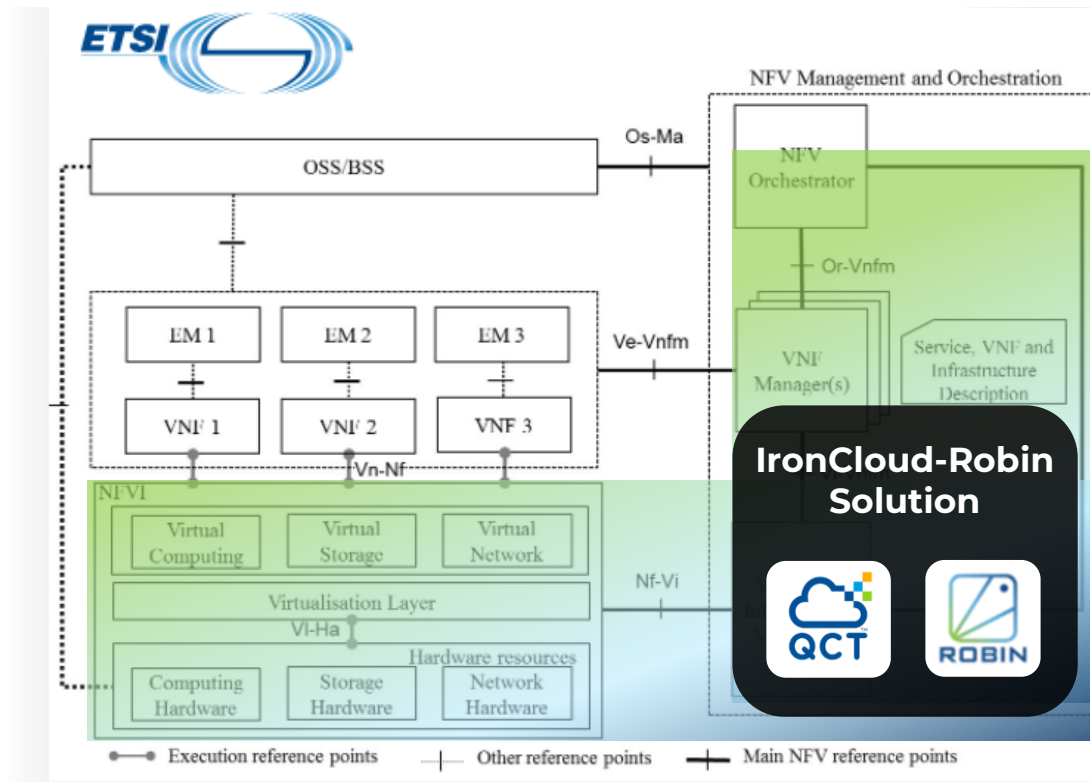 ETSI
NFV Management and Orchestration
Os-Ma
OSS/BSS
NFV
Orchestrator
Or-Vnfm
EM 1
EM 2
EM 3
Ve-Vnfm
VNF
Manager(s)
Service, VNF and
Infrastructure
Description
VNF 1
VNF 2
VNF 3
Vn-Nf
IronCloud-Robin
Solution
NFVI
Virtual
Computing
Virtual
Storage
Virtual
Network
Nf-Vi
Virtualisation Layer
Vl-Ha
QCT
ROBIN
Hardware resources
Computing
Hardware
Storage
Hardware
Network
Hardware
Execution reference points
Other reference points
Main NFV reference points